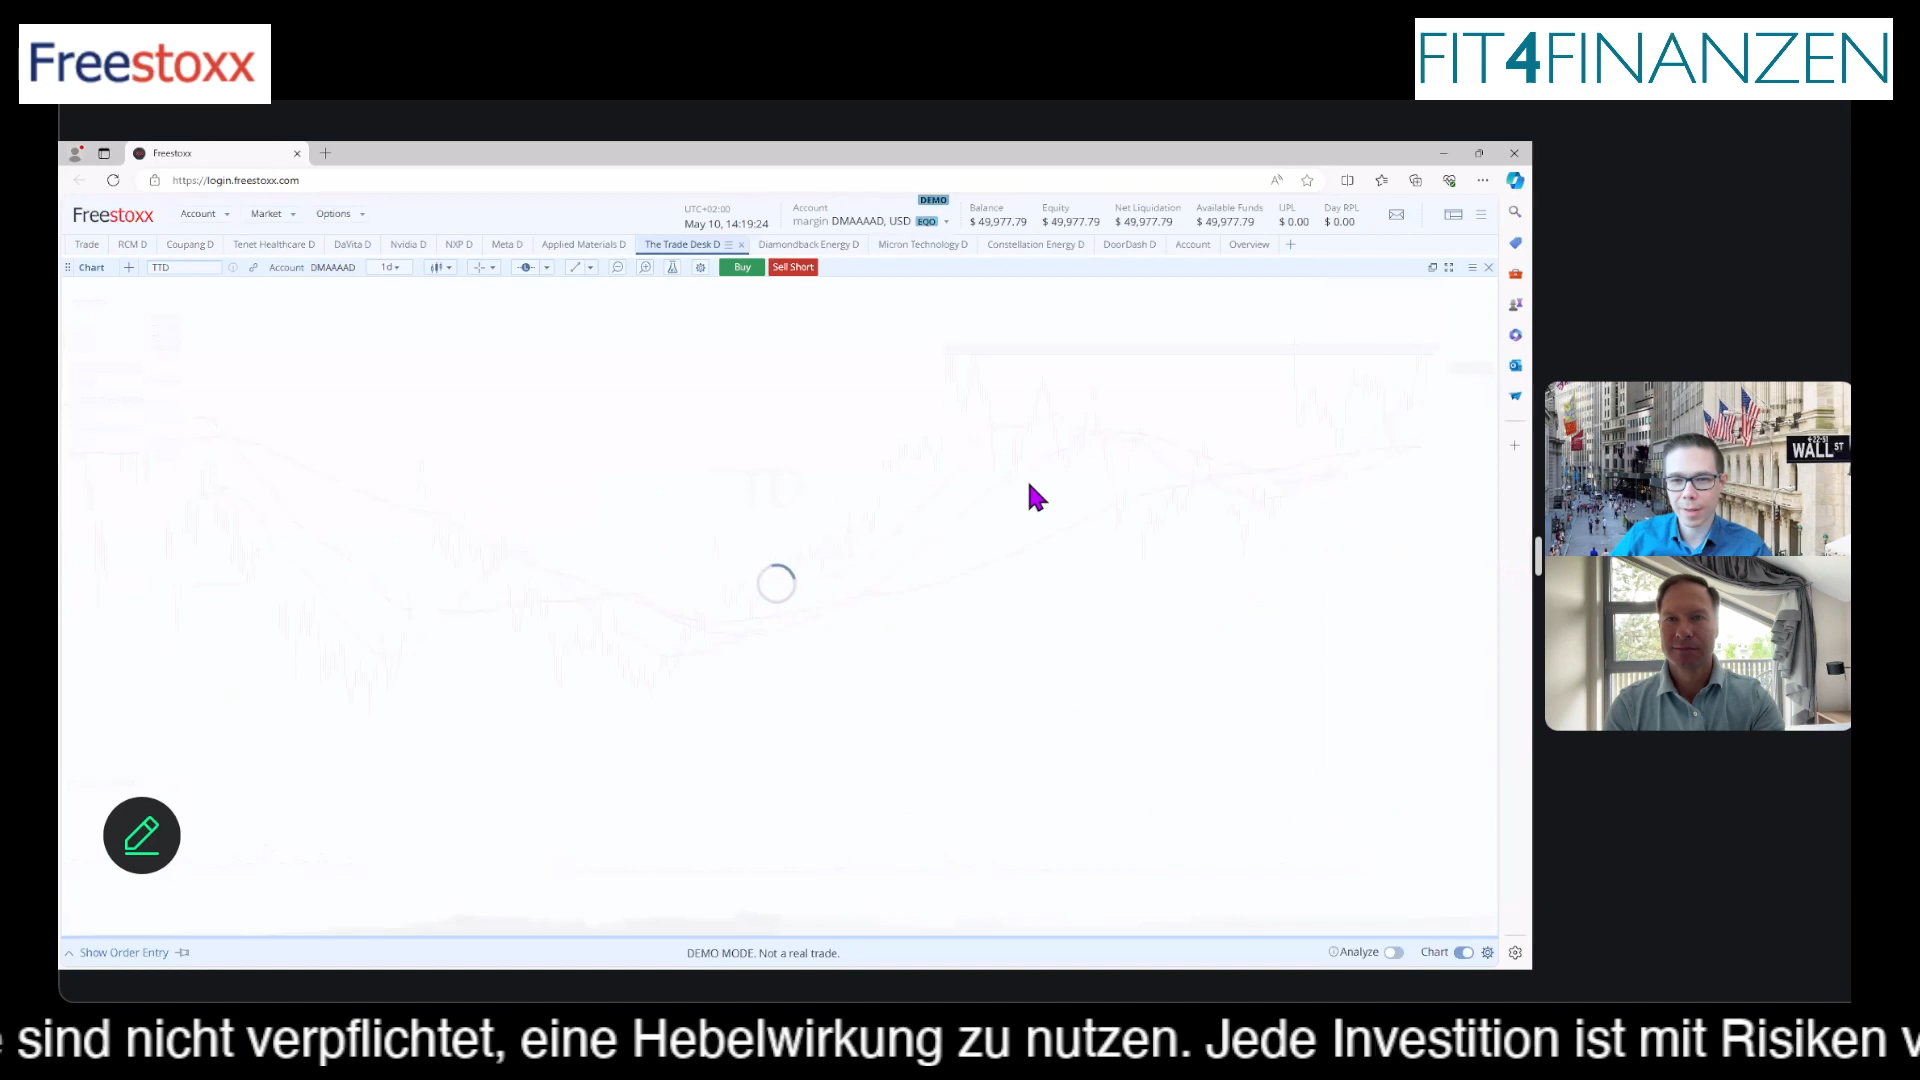 Freestoxx
FIT4FINANZEN
Freestoxx
https://login.freestoxx.com
Freestoxx Account Market Options
UTC+02:00
May 10, 14:19:24
Account
margin DMAAAAD, USD EQO
DEMO
Balance
$ 49,977.79
Equity
$ 49,977.79
Net Liquidation
$ 49,977.79
Available Funds
$ 49,977.79
UPL
$ 0.00
Day RPL
$ 0.00
Trade RCM D Coupang D Tenet Healthcare D DaVita D Nvidia D NXP D Meta D Applied Materials D The Trade Desk D Diamondback Energy D Micron Technology D Constellation Energy D DoorDash D Account Overview
Chart TTD Account DMAAAAD 1d Buy Sell Short
WALL ST
Show Order Entry DEMO MODE. Not a real trade. Analyze Chart
sind nicht verpflichtet, eine Hebelwirkung zu nutzen. Jede Investition ist mit Risiken